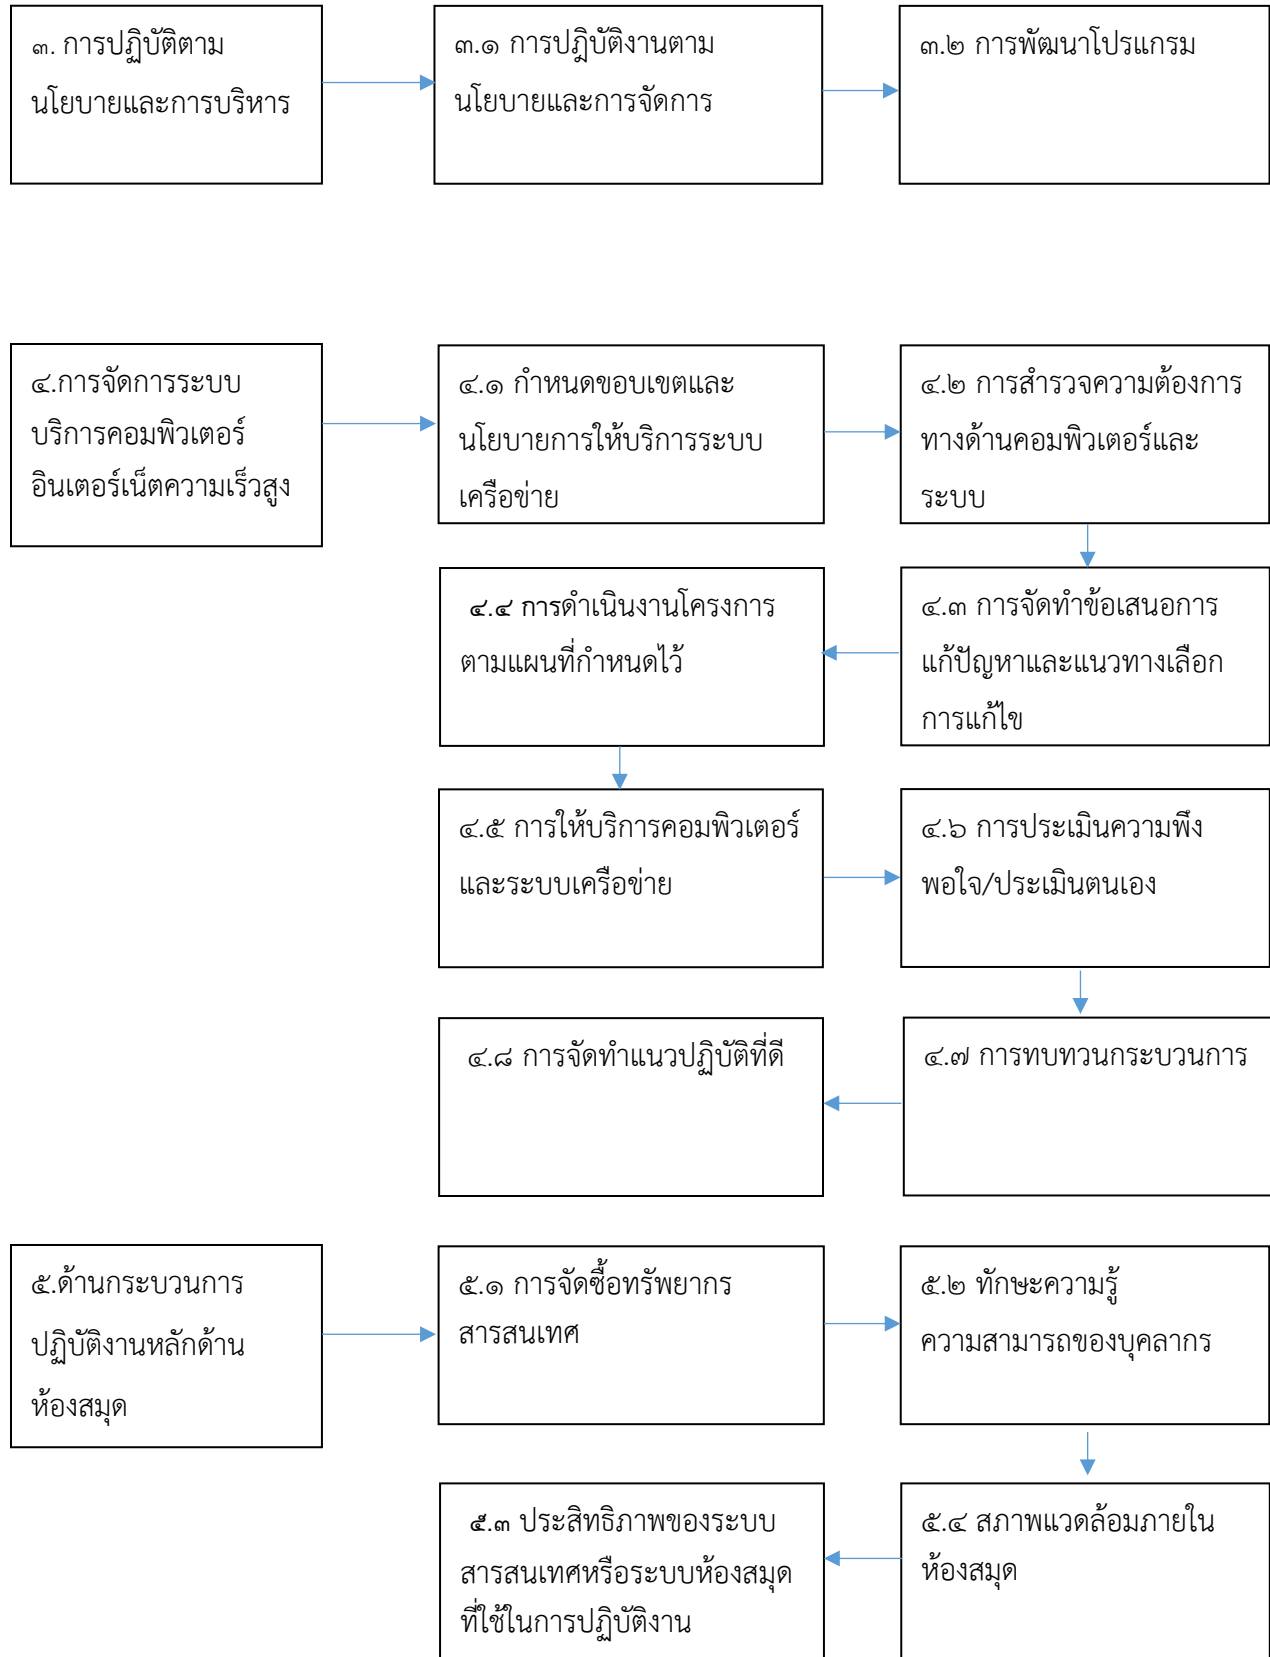 ๓. การปฏิบัติตาม
นโยบายและการบริหาร
๓.๑ การปฏิบัติงานตาม
นโยบายและการจัดการ
๓.๒ การพัฒนาโปรแกรม
๔.การจัดการระบบ
บริการคอมพิวเตอร์
อินเตอร์เน็ตความเร็วสูง
๔.๑ กำหนดขอบเขตและ
นโยบายการให้บริการระบบ
เครือข่าย
๔.๒ การสำรวจความต้องการ
ทางด้านคอมพิวเตอร์และ
ระบบ
๔.๓ การจัดทำข้อเสนอการ
แก้ปัญหาและแนวทางเลือก
การแก้ไข
๔.๔ การดำเนินงานโครงการ
ตามแผนที่กำหนดไว้
๔.๕ การให้บริการคอมพิวเตอร์
และระบบเครือข่าย
๔.๖ การประเมินความพึง
พอใจ/ประเมินตนเอง
๔.๗ การทบทวนกระบวนการ
๔.๘ การจัดทำแนวปฏิบัติที่ดี
๕.ด้านกระบวนการ
ปฏิบัติงานหลักด้าน
ห้องสมุด
๕.๑ การจัดซื้อทรัพยากร
สารสนเทศ
๕.๒ ทักษะความรู้
ความสามารถของบุคลากร
๕.๔ สภาพแวดล้อมภายใน
ห้องสมุด
๕.๓ ประสิทธิภาพของระบบ
สารสนเทศหรือระบบห้องสมุด
ที่ใช้ในการปฏิบัติงาน